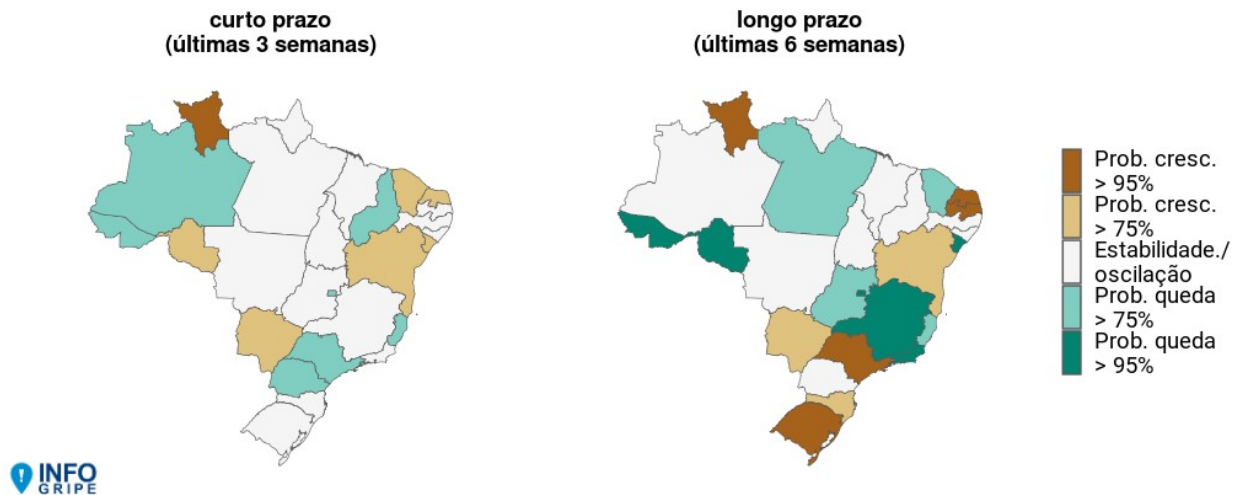 curto prazo
(últimas 3 semanas)
longo prazo
(últimas 6 semanas)
Prob. cresc.
> 95%
Prob. cresc.
> 75%
Estabilidade./
oscilação
Prob. queda
> 75%
Prob. queda
> 95%
INFO
GRIPE